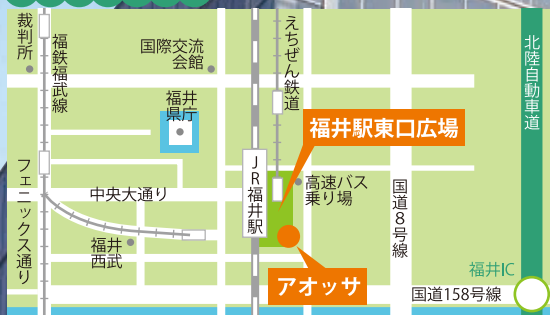 裁判所
福鉄福武線
国際交流
会館
えちぜん鉄道
北陸自動車道
福井
県庁
福井駅東口広場
フェニックス通り
中央大通り
JR福井駅
高速バス
乗り場
国道8号線
福井
西武
アオッサ
福井IC
国道158号線